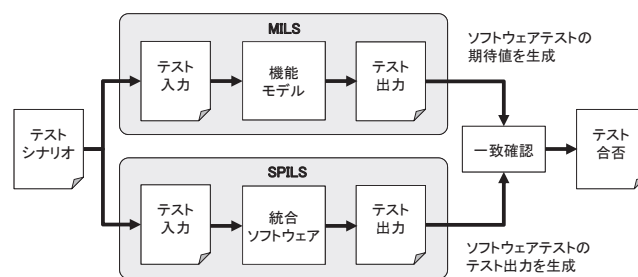 MILS
ソフトウェアテストの
期待値を生成
テスト
入力
機能
モデル
テスト
出力
テスト
シナリオ
一致確認
テスト
合否
SPILS
テスト
入力
統合
ソフトウェア
テスト
出力
ソフトウェアテストの
テスト出力を生成